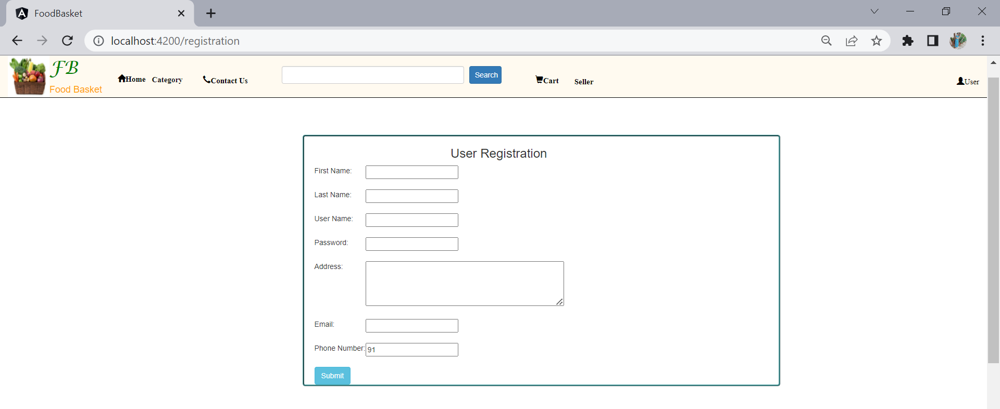 FoodBasket
localhost:4200/registration
FB
Food Basket
Home Category Contact Us Search Cart Seller User
User Registration
First Name:
Last Name:
User Name:
Password:
Address:
Email:
Phone Number: 91
Submit